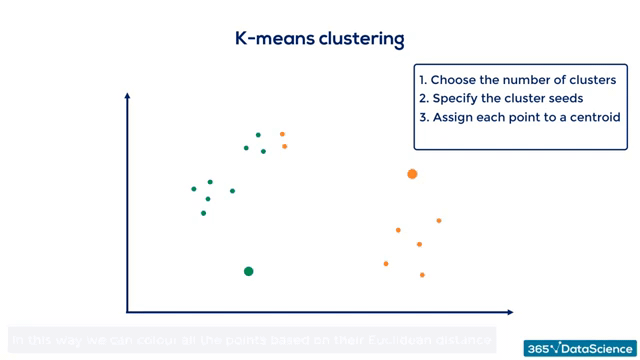 K-means clustering
1. Choose the number of clusters
2. Specify the cluster seeds
3. Assign each point to a centroid
In this way we can colour all the points based on their Euclidean distance
365 DataScience